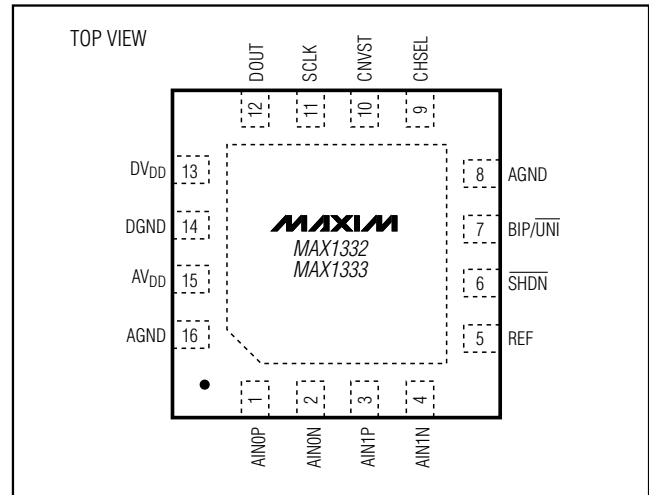 TOP VIEW
DOUT
SCLK
CNVST
CHSEL
12
11
10
9
DVDD 13
DGND 14
AVDD 15
AGND 16
MAXIM
MAX1332
MAX1333
8 AGND
7 BIP/UNI
6 SHDN
5 REF
1
2
3
4
AIN0P
AIN0N
AIN1P
AIN1N